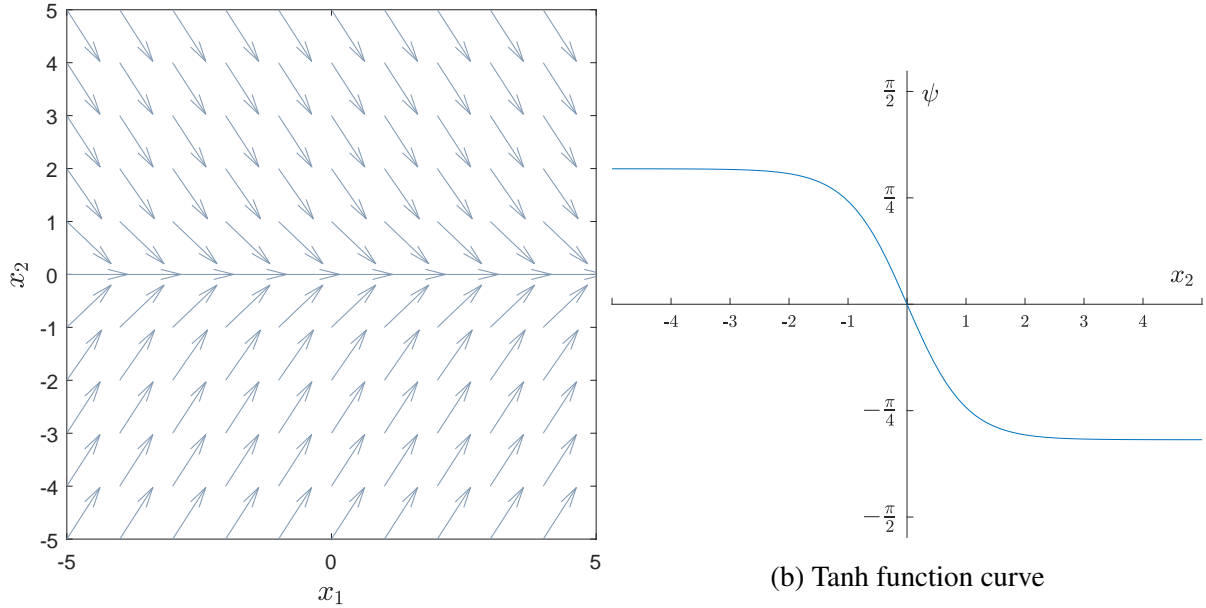 5
4
3
2
1
0
-1
-2
-3
-4
-5
x₂
-5 0 5
x₁
π/2 ψ
π/4
x₂
-4 -3 -2 -1 1 2 3 4
−π/4
−π/2
(b) Tanh function curve